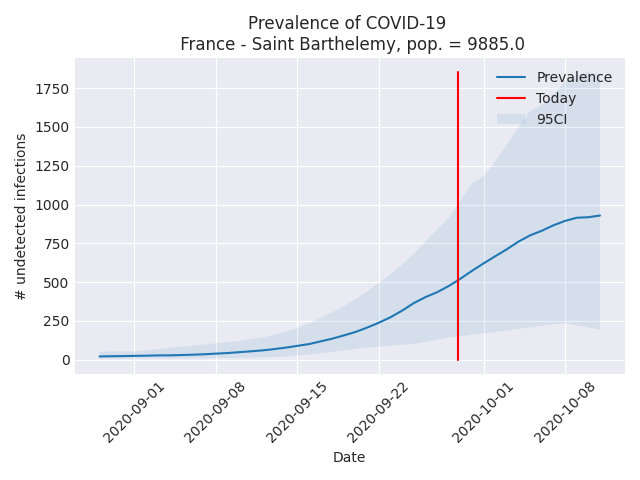 Prevalence of COVID-19
France - Saint Barthelemy, pop. = 9885.0
Prevalence
Today
95CI
# undetected infections
1750
1500
1250
1000
750
500
250
0
2020-09-01
2020-09-08
2020-09-15
2020-09-22
2020-10-01
2020-10-08
Date